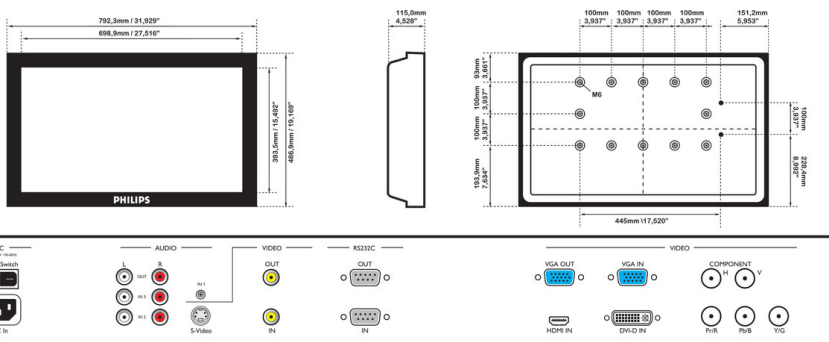 792,3mm / 31,929"
698,9mm / 27,516"
393,5mm / 15,492"
486,9mm / 19,169"
PHILIPS
115,0mm
4,528"
100mm 100mm 100mm 100mm
3,937" 3,937" 3,937" 3,937"
151,2mm
5,953"
93mm
3,661"
100mm
3,937"
100mm
3,937"
193,9mm
7,634"
M6
100mm
3,937"
228,4mm
8,992"
445mm \17,520"
C
Switch
In
AUDIO
L R
OUT
IN 3
IN 2
IN 1
S-Video
VIDEO
OUT
IN
RS232C
OUT
IN
VIDEO
VGA OUT
VGA IN
COMPONENT
H
V
HDMI IN
DVI-D IN
Pr/R
Pb/B
Y/G